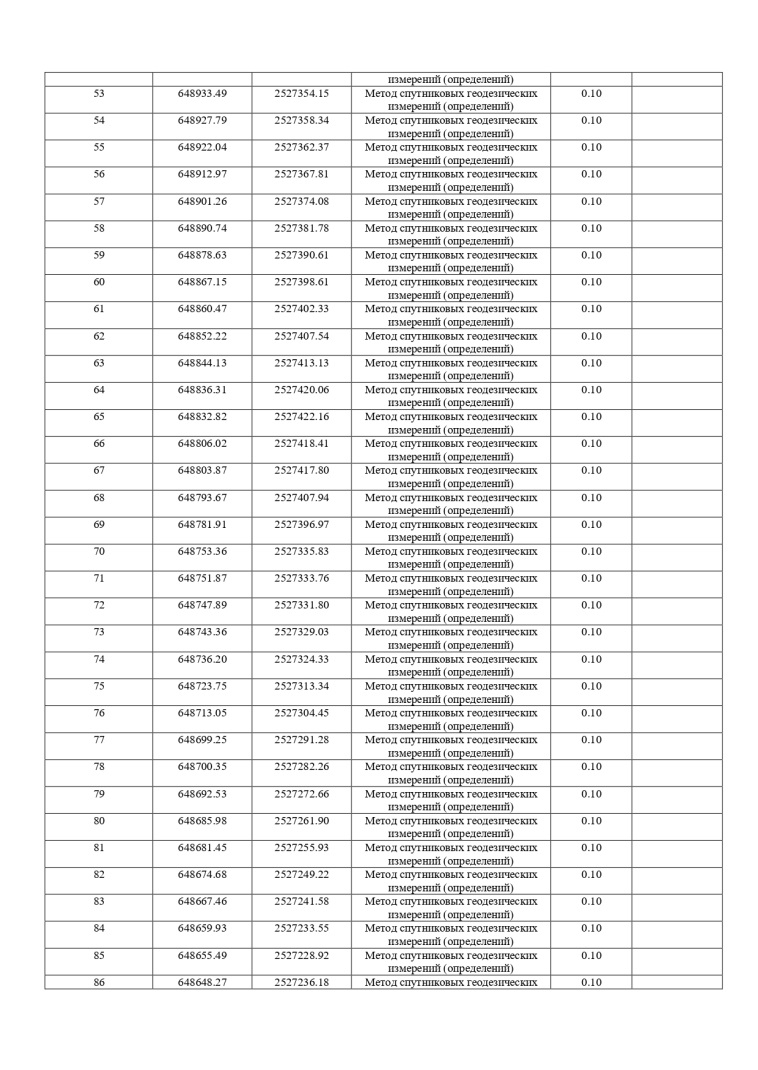 измерений (определений)
53 648933.49 2527354.15 Метод спутниковых геодезических 0.10
измерений (определений)
54 648927.79 2527358.34 Метод спутниковых геодезических 0.10
измерений (определений)
55 648922.04 2527362.37 Метод спутниковых геодезических 0.10
измерений (определений)
56 648912.97 2527367.81 Метод спутниковых геодезических 0.10
измерений (определений)
57 648901.26 2527374.08 Метод спутниковых геодезических 0.10
измерений (определений)
58 648890.74 2527381.78 Метод спутниковых геодезических 0.10
измерений (определений)
59 648878.63 2527390.61 Метод спутниковых геодезических 0.10
измерений (определений)
60 648867.15 2527398.61 Метод спутниковых геодезических 0.10
измерений (определений)
61 648860.47 2527402.33 Метод спутниковых геодезических 0.10
измерений (определений)
62 648852.22 2527407.54 Метод спутниковых геодезических 0.10
измерений (определений)
63 648844.13 2527413.13 Метод спутниковых геодезических 0.10
измерений (определений)
64 648836.31 2527420.06 Метод спутниковых геодезических 0.10
измерений (определений)
65 648832.82 2527422.16 Метод спутниковых геодезических 0.10
измерений (определений)
66 648806.02 2527418.41 Метод спутниковых геодезических 0.10
измерений (определений)
67 648803.87 2527417.80 Метод спутниковых геодезических 0.10
измерений (определений)
68 648793.67 2527407.94 Метод спутниковых геодезических 0.10
измерений (определений)
69 648781.91 2527396.97 Метод спутниковых геодезических 0.10
измерений (определений)
70 648753.36 2527335.83 Метод спутниковых геодезических 0.10
измерений (определений)
71 648751.87 2527333.76 Метод спутниковых геодезических 0.10
измерений (определений)
72 648747.89 2527331.80 Метод спутниковых геодезических 0.10
измерений (определений)
73 648743.36 2527329.03 Метод спутниковых геодезических 0.10
измерений (определений)
74 648736.20 2527324.33 Метод спутниковых геодезических 0.10
измерений (определений)
75 648723.75 2527313.34 Метод спутниковых геодезических 0.10
измерений (определений)
76 648713.05 2527304.45 Метод спутниковых геодезических 0.10
измерений (определений)
77 648699.25 2527291.28 Метод спутниковых геодезических 0.10
измерений (определений)
78 648700.35 2527282.26 Метод спутниковых геодезических 0.10
измерений (определений)
79 648692.53 2527272.66 Метод спутниковых геодезических 0.10
измерений (определений)
80 648685.98 2527261.90 Метод спутниковых геодезических 0.10
измерений (определений)
81 648681.45 2527255.93 Метод спутниковых геодезических 0.10
измерений (определений)
82 648674.68 2527249.22 Метод спутниковых геодезических 0.10
измерений (определений)
83 648667.46 2527241.58 Метод спутниковых геодезических 0.10
измерений (определений)
84 648659.93 2527233.55 Метод спутниковых геодезических 0.10
измерений (определений)
85 648655.49 2527228.92 Метод спутниковых геодезических 0.10
измерений (определений)
86 648648.27 2527236.18 Метод спутниковых геодезических 0.10